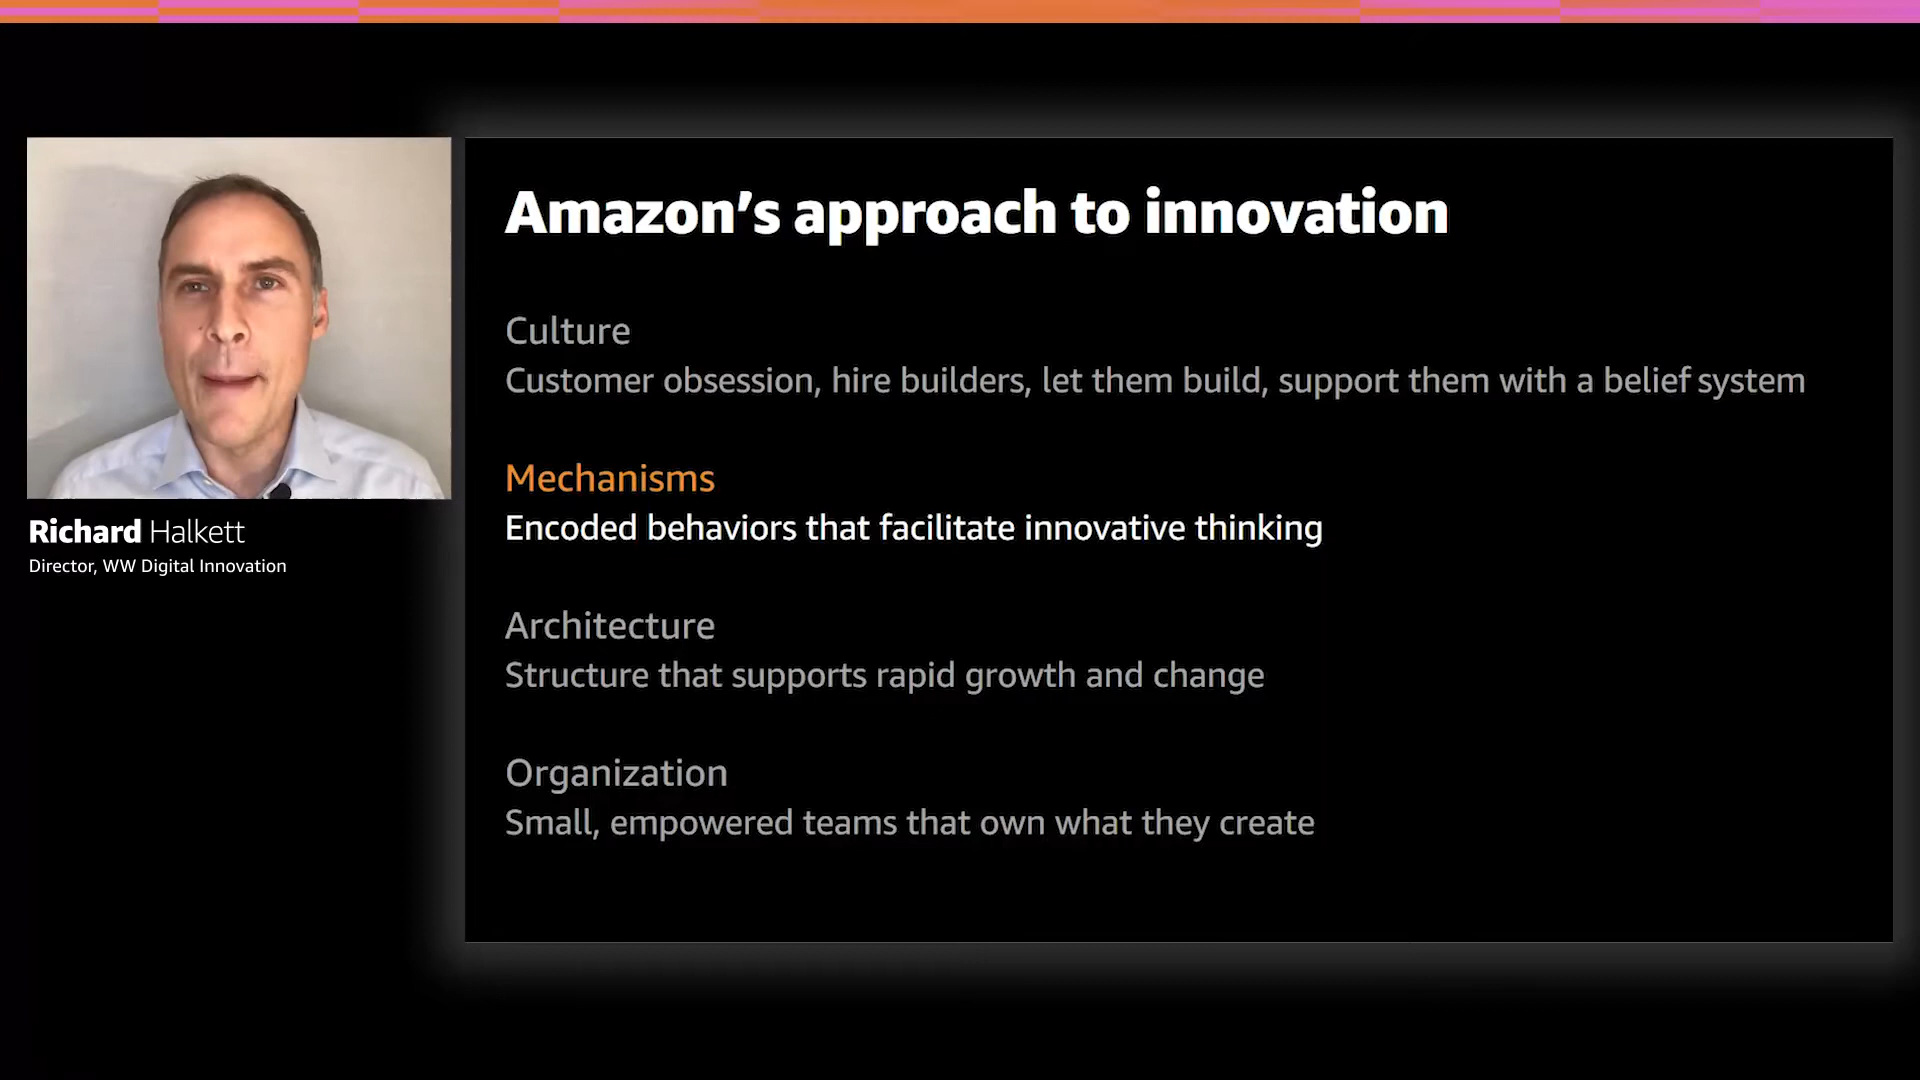 Amazon’s approach to innovation
Culture
Customer obsession, hire builders, let them build, support them with a belief system
Mechanisms
Encoded behaviors that facilitate innovative thinking
Architecture
Structure that supports rapid growth and change
Organization
Small, empowered teams that own what they create
Richard Halkett
Director, WW Digital Innovation